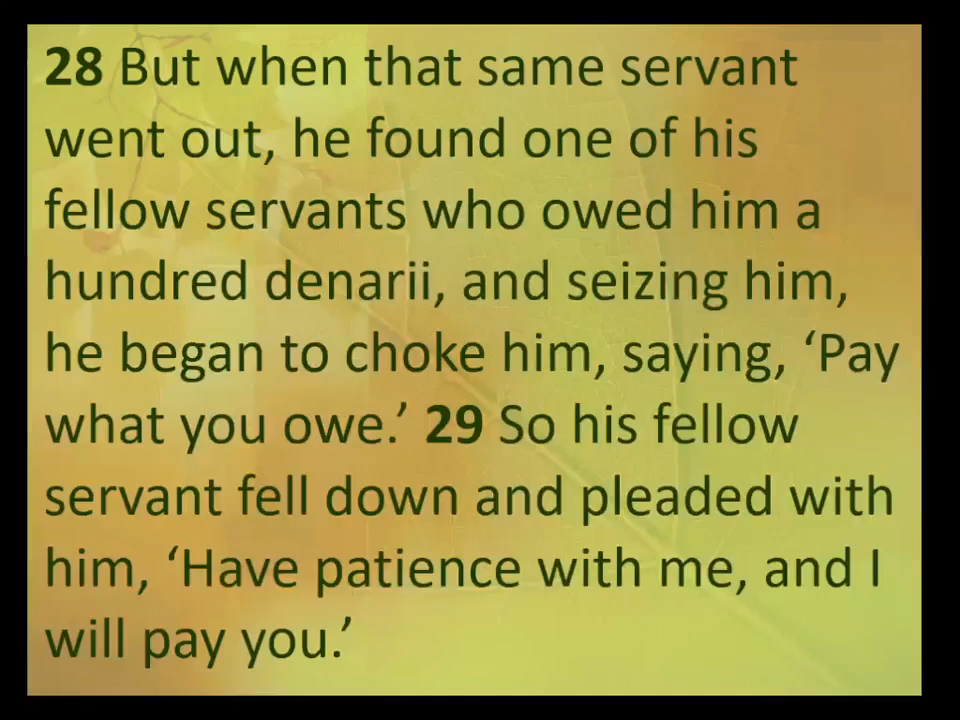 28 But when that same servant
went out, he found one of his
fellow servants who owed him a
hundred denarii, and seizing him,
he began to choke him, saying, ‘Pay
what you owe.’ 29 So his fellow
servant fell down and pleaded with
him, ‘Have patience with me, and I
will pay you.’